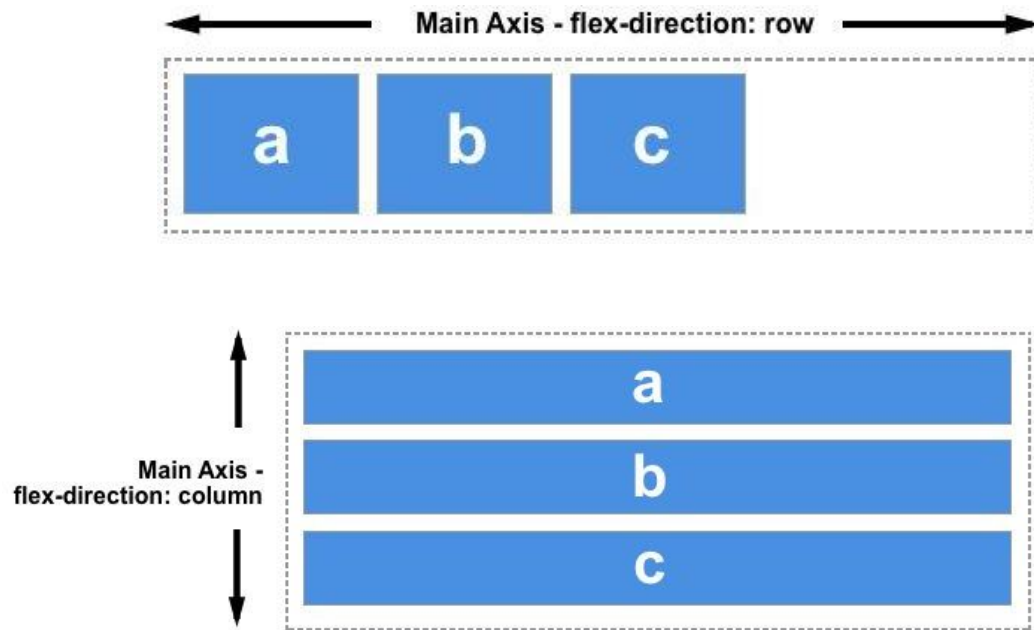 Main Axis - flex-direction: row
a b c
a
b
Main Axis -
flex-direction: column
c